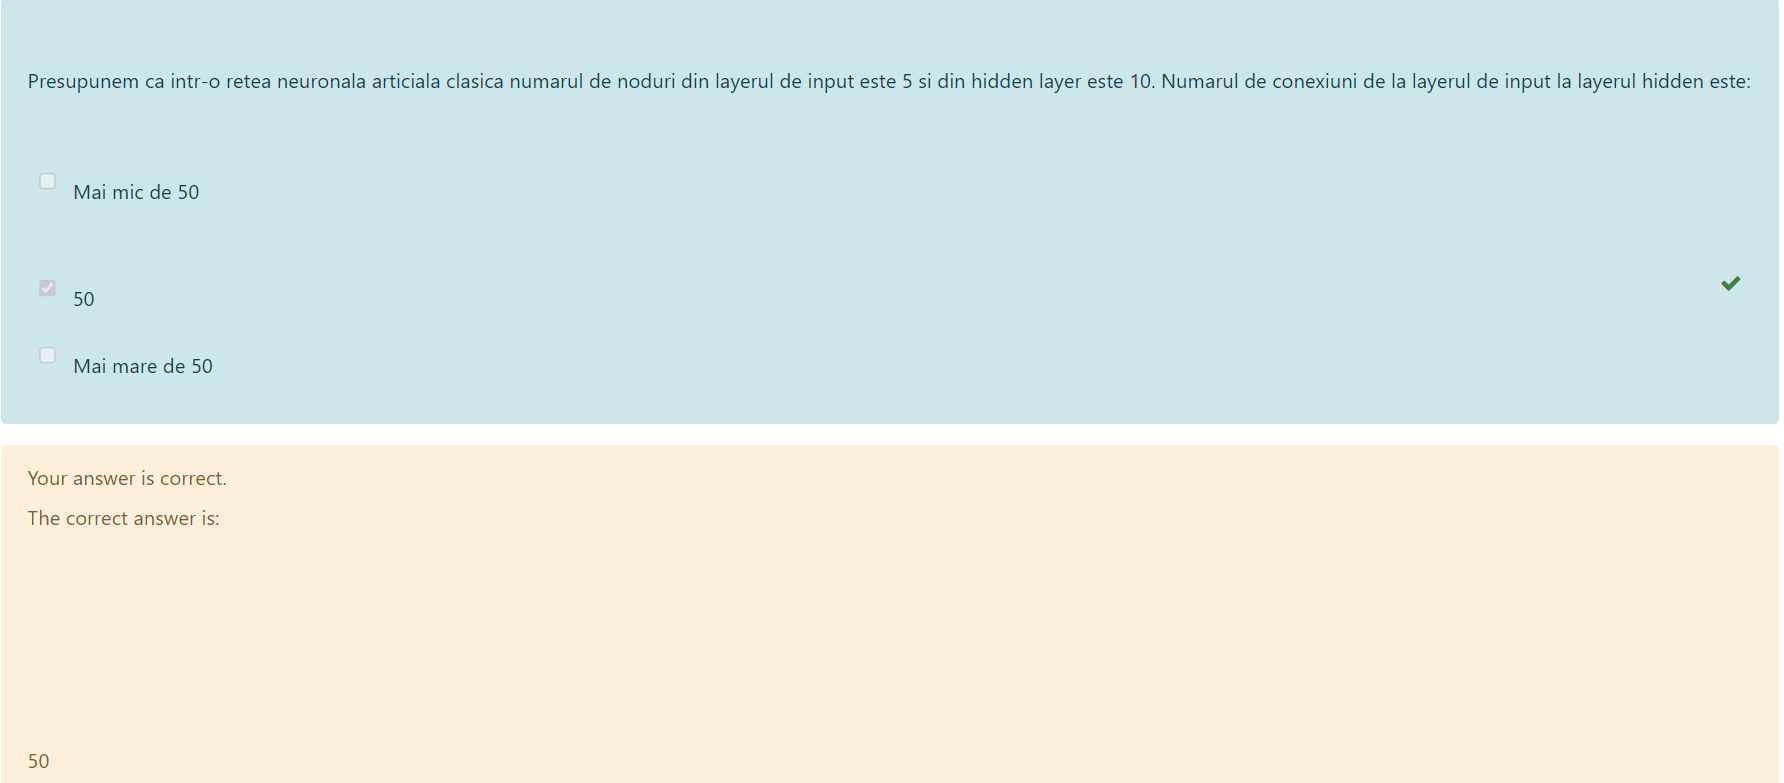 Presupunem ca intr-o retea neuronala articiala clasica numarul de noduri din layerul de input este 5 si din hidden layer este 10. Numarul de conexiuni de la layerul de input la layerul hidden este:
Mai mic de 50
50
Mai mare de 50
Your answer is correct.
The correct answer is:
50